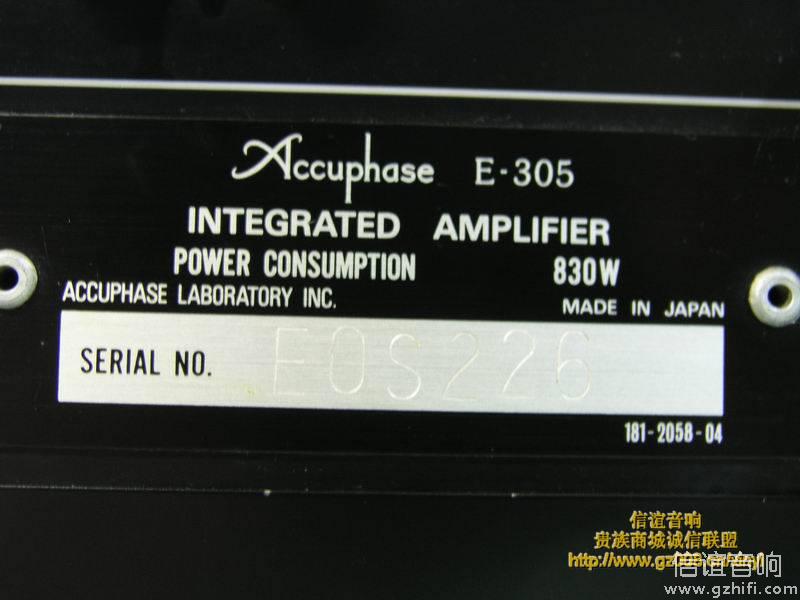 Accuphase E-305
INTEGRATED AMPLIFIER
POWER CONSUMPTION 830W
ACCUPHASE LABORATORY INC. MADE IN JAPAN
SERIAL NO. E0S226
181-2058-04
信谊音响
贵族商城诚信联盟
信谊音响
www.gzhifi.com